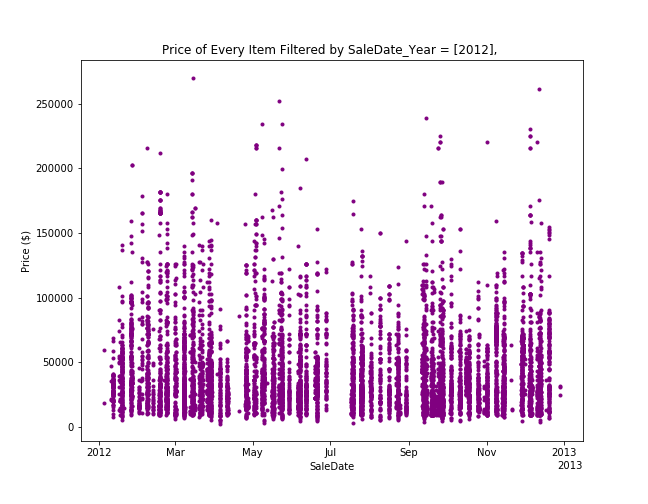 Price of Every Item Filtered by SaleDate_Year = [2012],
250000
200000
150000
100000
50000
0
Price ($)
2012 Mar May Jul Sep Nov 2013
SaleDate 2013